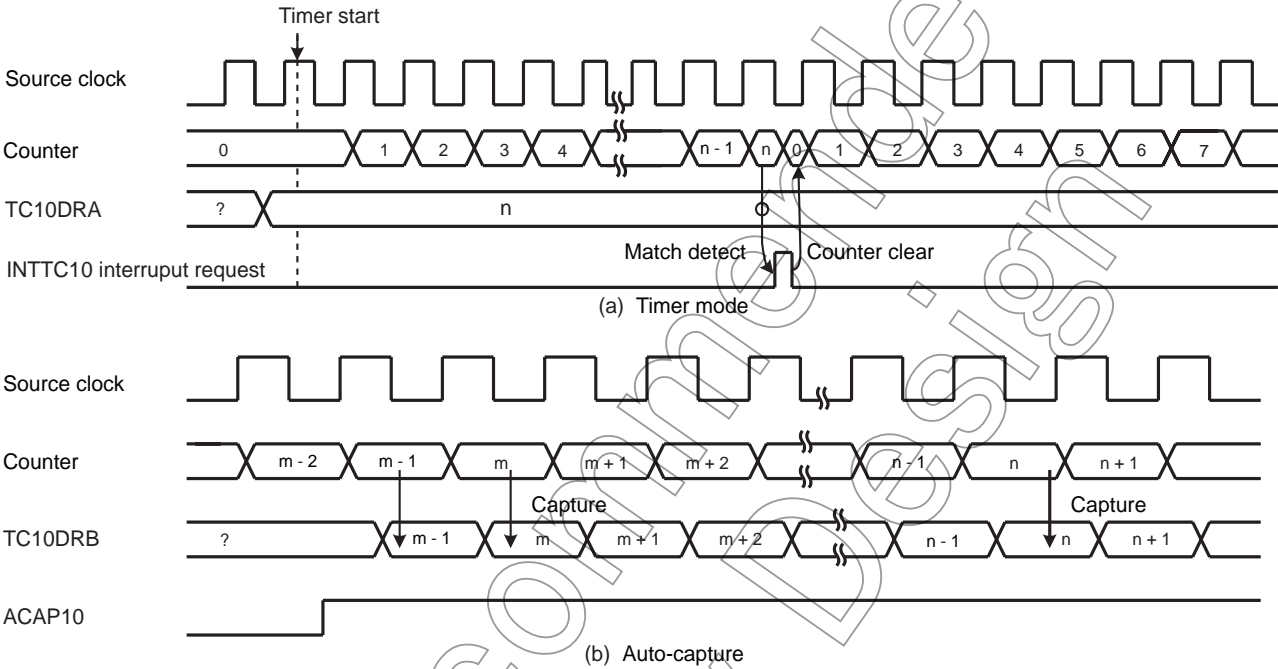 Timer start
Source clock
Counter 0 1 2 3 4 n - 1 n 0 1 2 3 4 5 6 7
TC10DRA ? n
Match detect Counter clear
INTTC10 interruput request
(a) Timer mode
Source clock
Counter m - 2 m - 1 m m + 1 m + 2 n - 1 n n + 1
Capture Capture
TC10DRB ? m - 1 m m + 1 m + 2 n - 1 n n + 1
ACAP10
(b) Auto-capture
ommende
Design